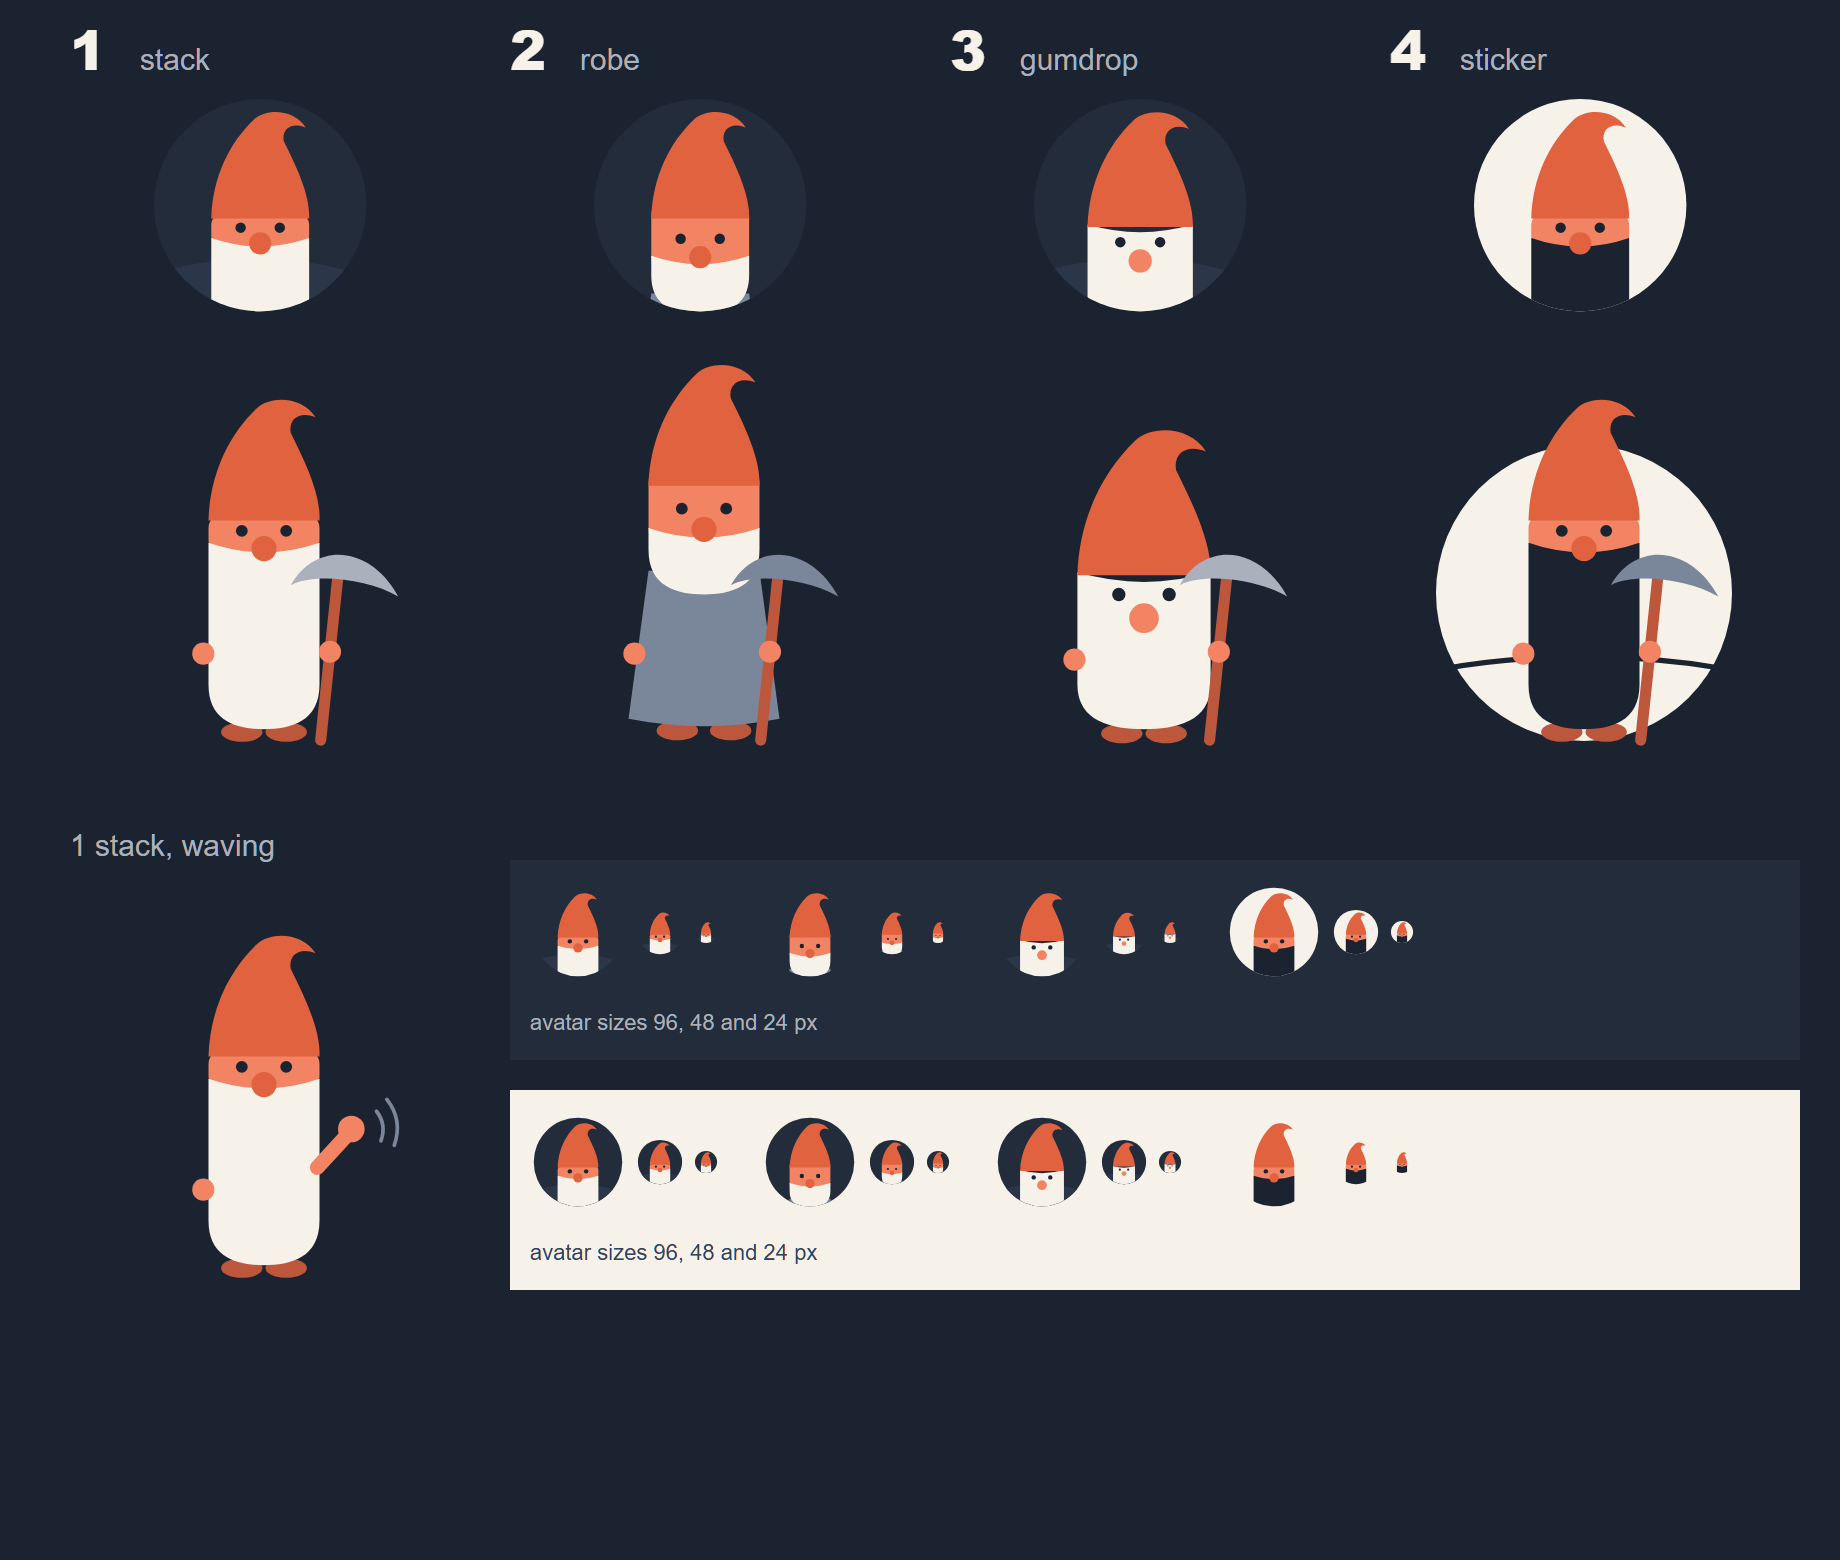 1 stack
2 robe
3 gumdrop
4 sticker
1 stack, waving
avatar sizes 96, 48 and 24 px
avatar sizes 96, 48 and 24 px